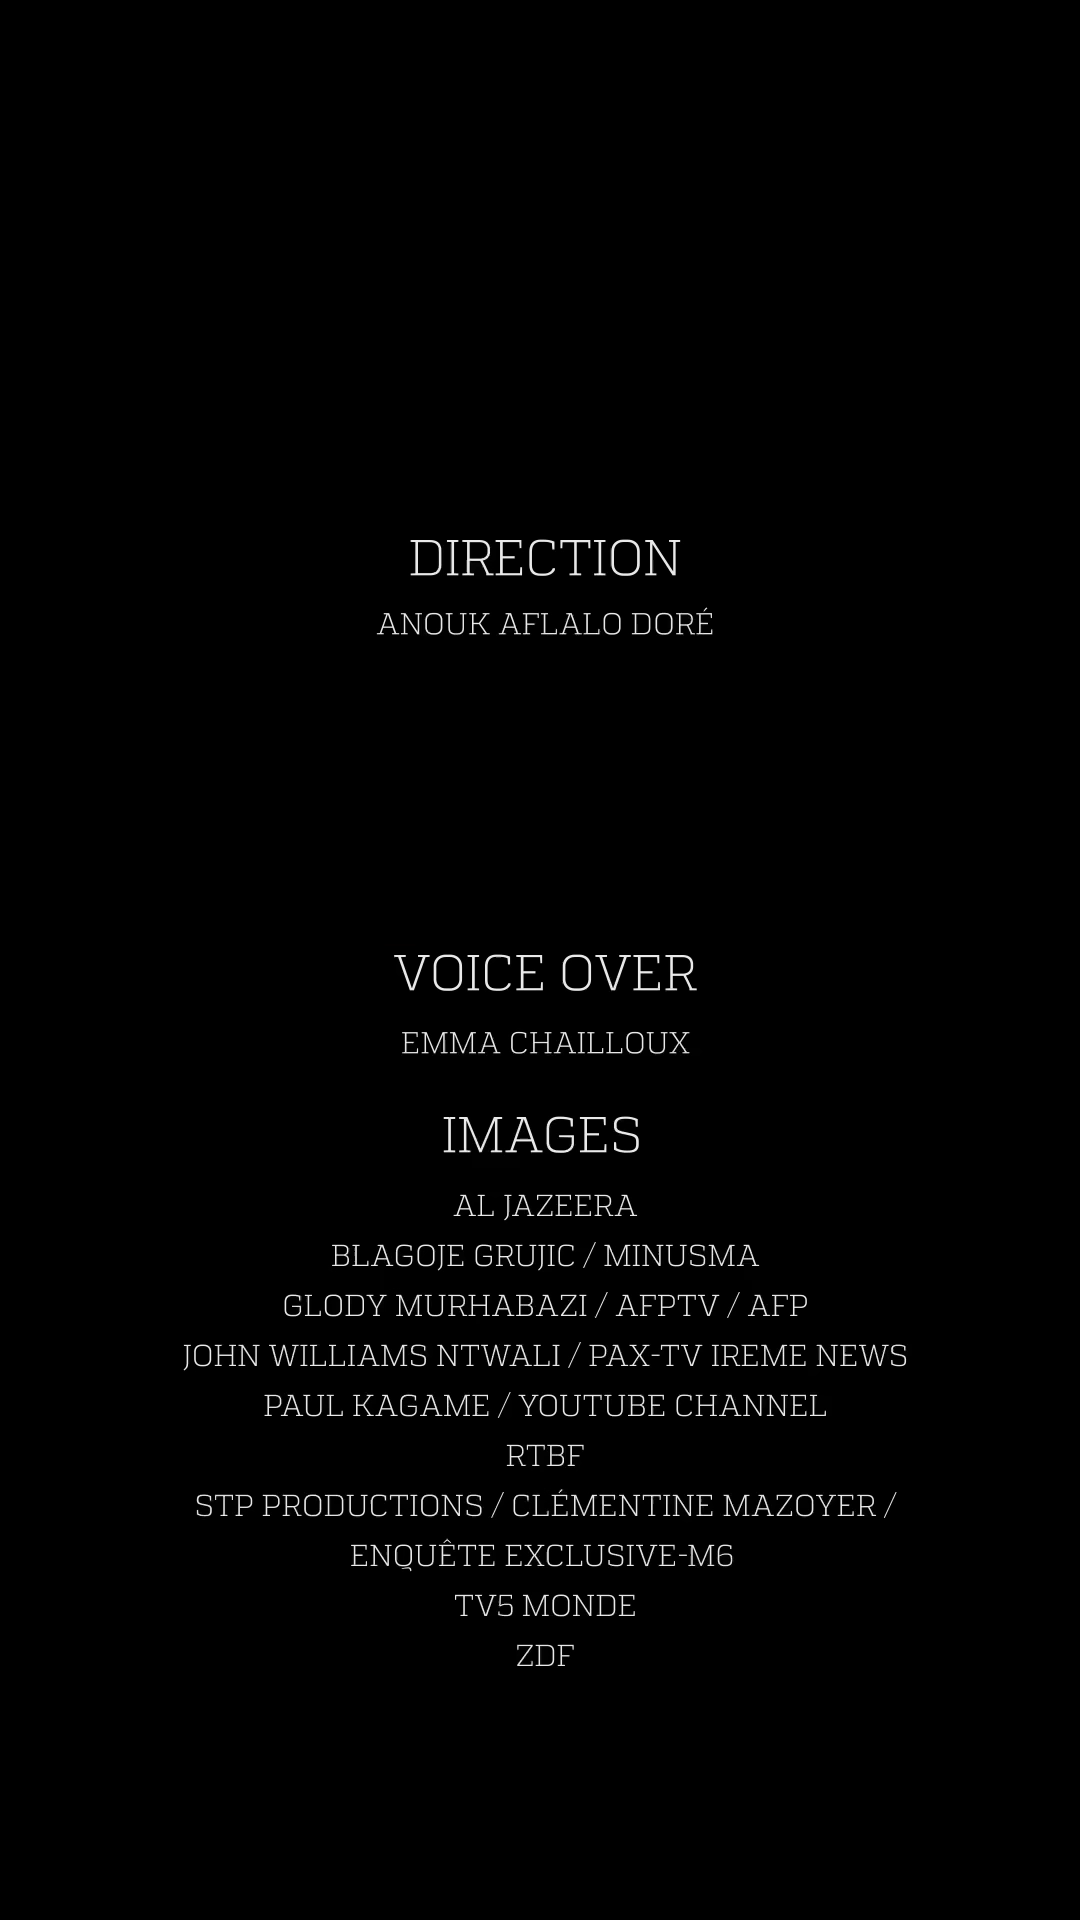 DIRECTION
ANOUK AFLALO DORÉ
VOICE OVER
EMMA CHAILLOUX
IMAGES
AL JAZEERA
BLAGOJE GRUJIC / MINUSMA
GLODY MURHABAZI / AFPTV / AFP
JOHN WILLIAMS NTWALI / PAX-TV IREME NEWS
PAUL KAGAME / YOUTUBE CHANNEL
RTBF
STP PRODUCTIONS / CLÉMENTINE MAZOYER /
ENQUÊTE EXCLUSIVE-M6
TV5 MONDE
ZDF